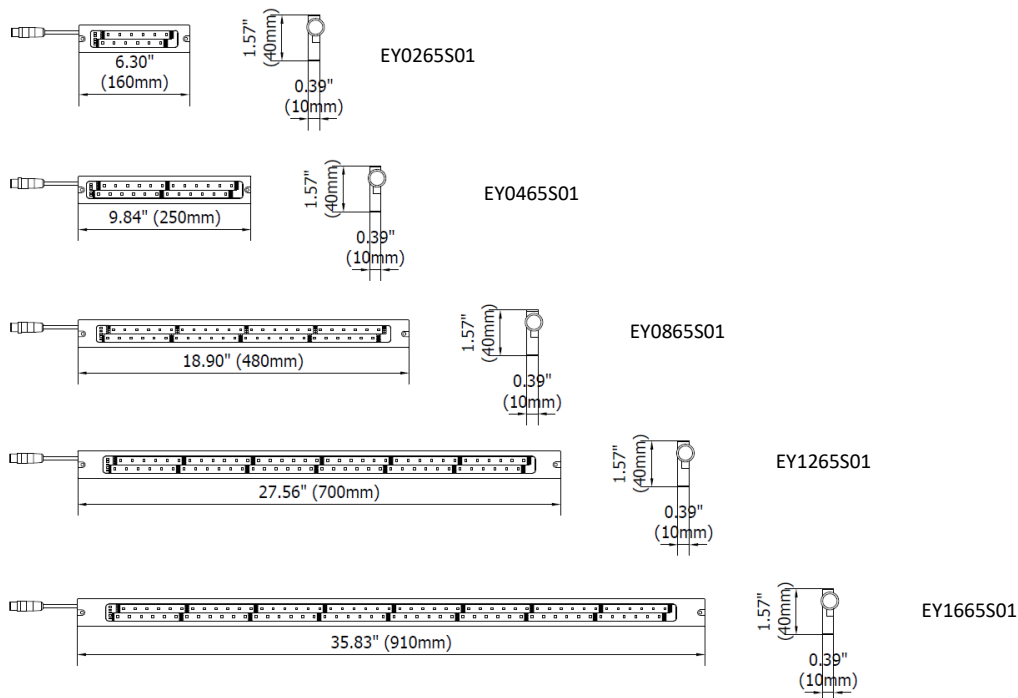 6.30"
(160mm)
1.57"
(40mm)
0.39"
(10mm)
EY0265S01
9.84" (250mm)
1.57"
(40mm)
0.39"
(10mm)
EY0465S01
18.90" (480mm)
1.57"
(40mm)
0.39"
(10mm)
EY0865S01
27.56" (700mm)
1.57"
(40mm)
0.39"
(10mm)
EY1265S01
35.83" (910mm)
1.57"
(40mm)
0.39"
(10mm)
EY1665S01